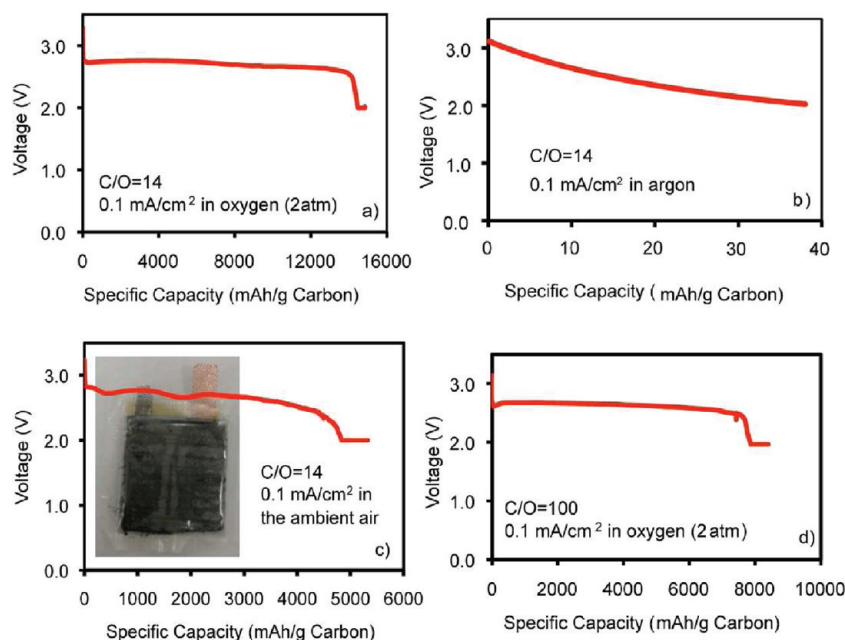 Voltage (V)
3.0
2.0
1.0
0.0
C/O=14
0.1 mA/cm² in oxygen (2atm)
a)
0
4000
8000
12000
16000
Specific Capacity (mAh/g Carbon)
Voltage (V)
3.0
2.0
1.0
0.0
C/O=14
0.1 mA/cm² in argon
b)
0
10
20
30
40
Specific Capacity ( mAh/g Carbon)
Voltage (V)
3.0
2.0
1.0
0.0
C/O=14
0.1 mA/cm² in
the ambient air
c)
0
1000
2000
3000
4000
5000
6000
Specific Capacity (mAh/g Carbon)
Voltage (V)
3.0
2.0
1.0
0.0
C/O=100
0.1 mA/cm² in oxygen (2atm)
d)
0
2000
4000
6000
8000
10000
Specific Capacity (mAh/g Carbon)